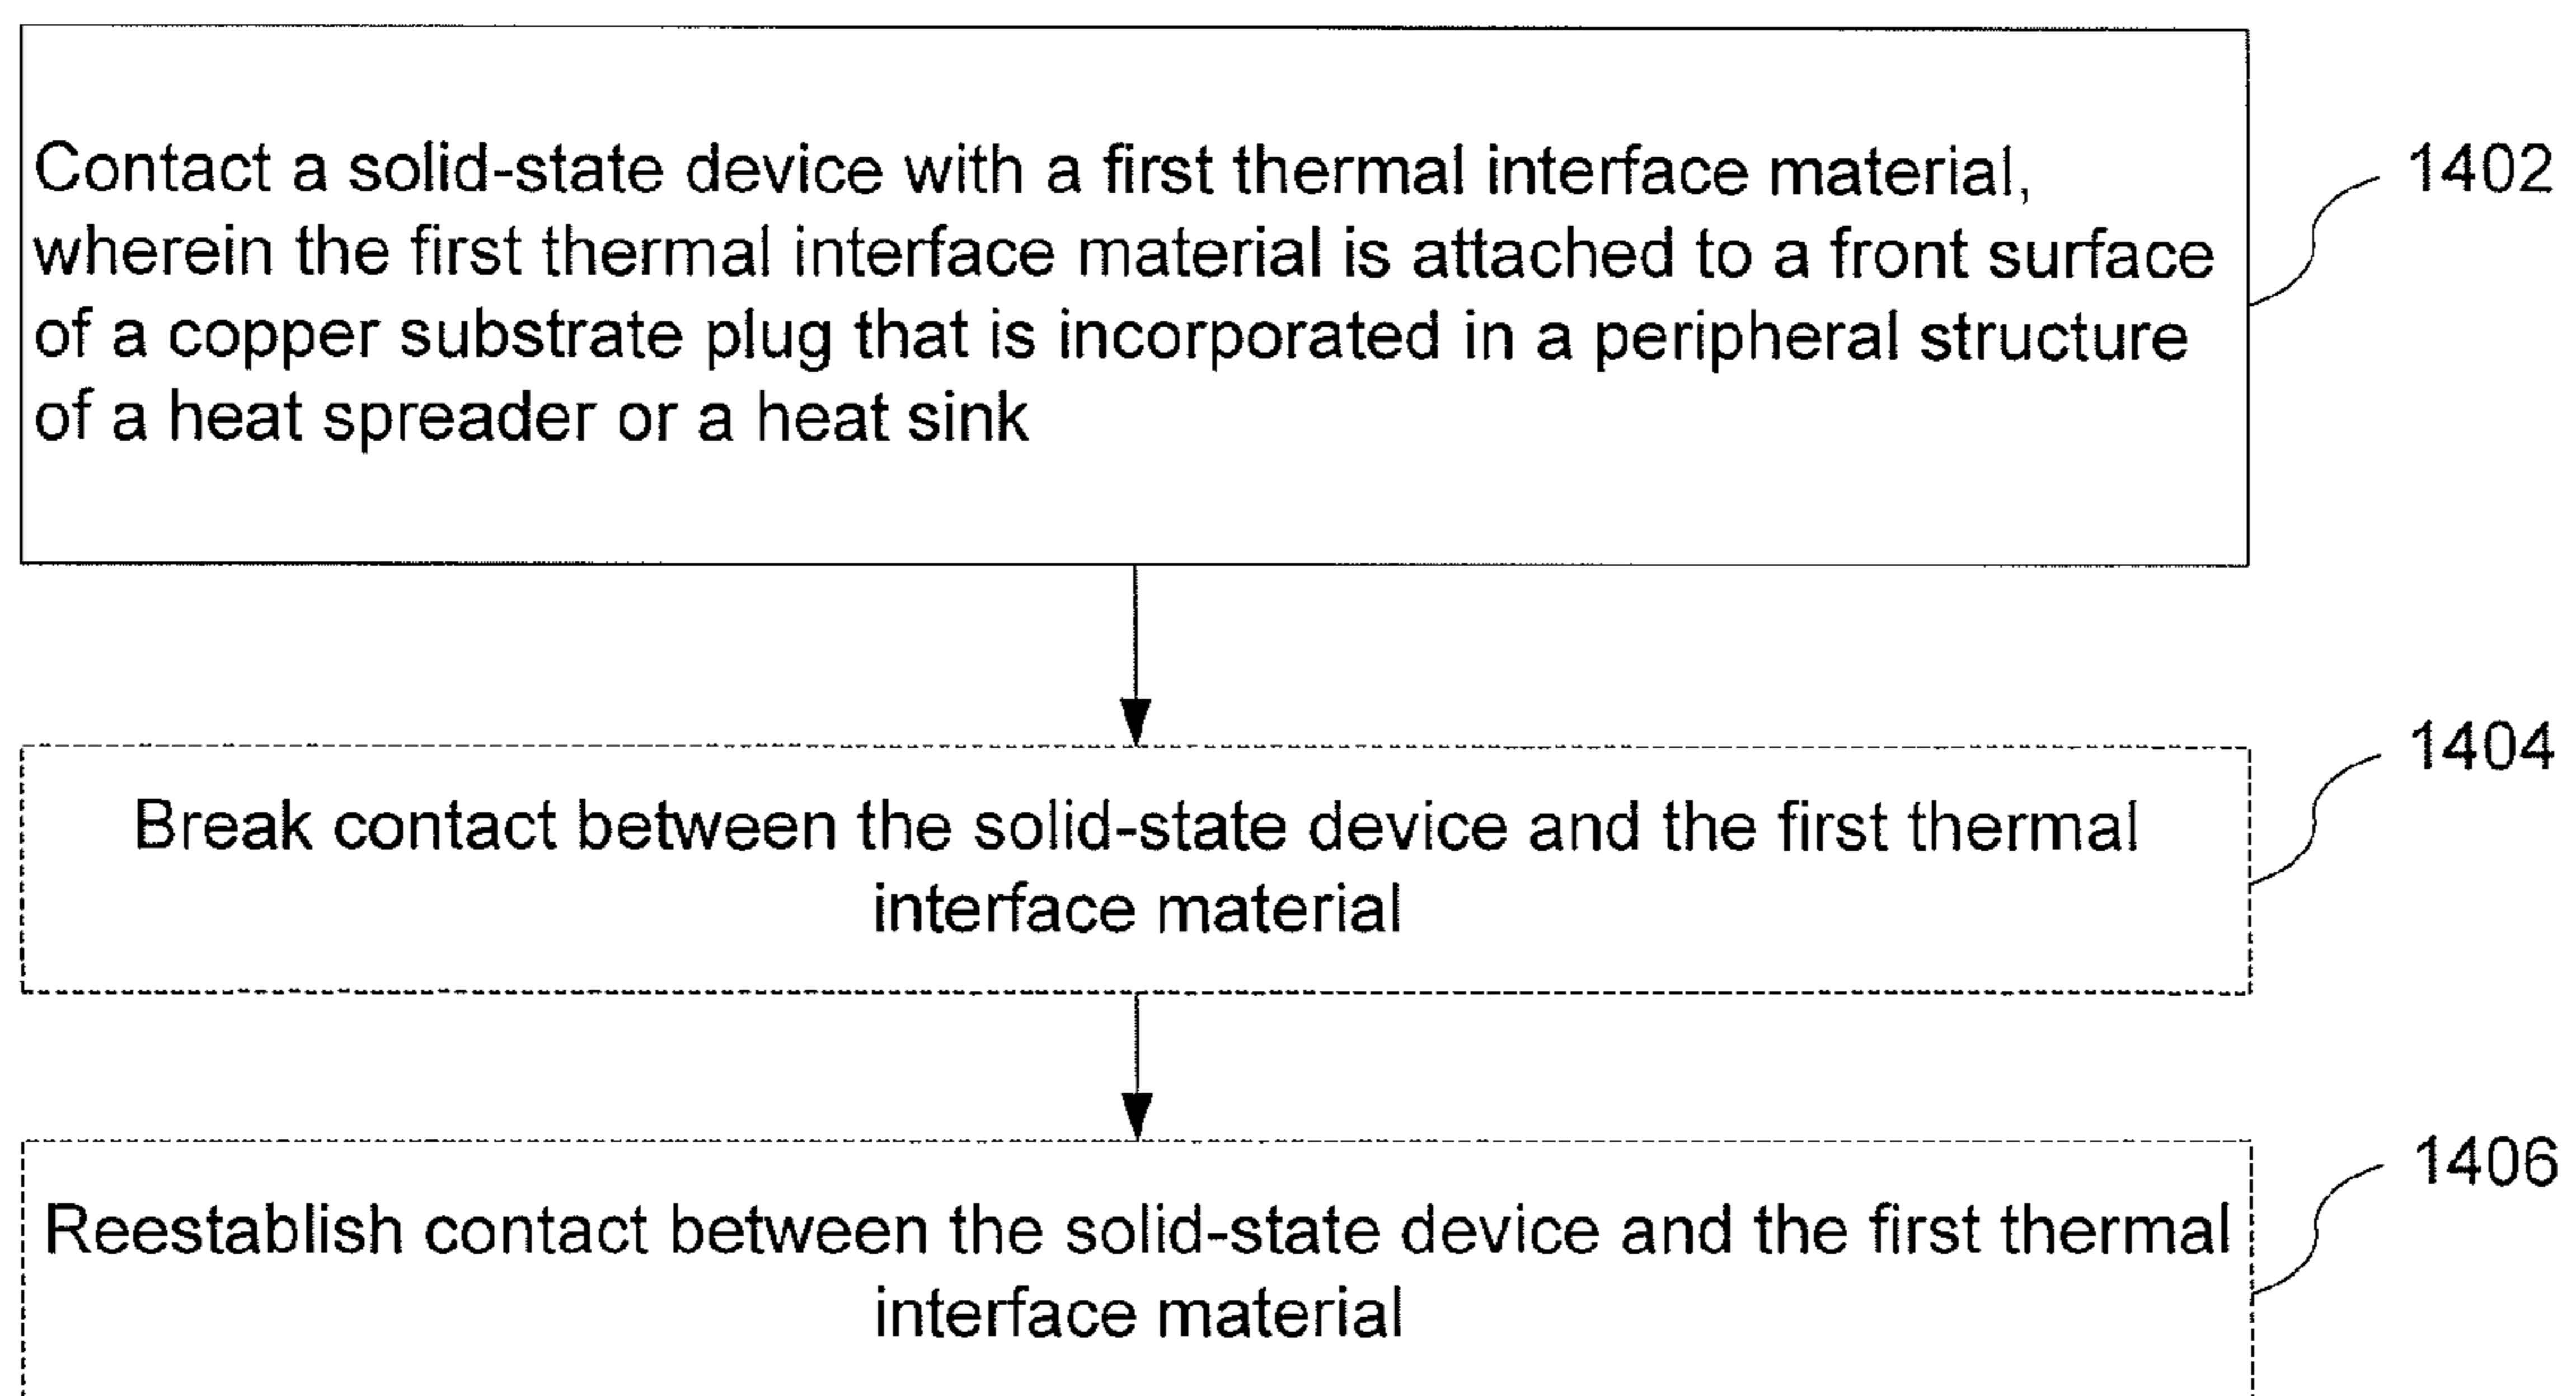 Contact a solid-state device with a first thermal interface material,
wherein the first thermal interface material is attached to a front surface
of a copper substrate plug that is incorporated in a peripheral structure
of a heat spreader or a heat sink
1402
Break contact between the solid-state device and the first thermal
interface material
1404
Reestablish contact between the solid-state device and the first thermal
interface material
1406